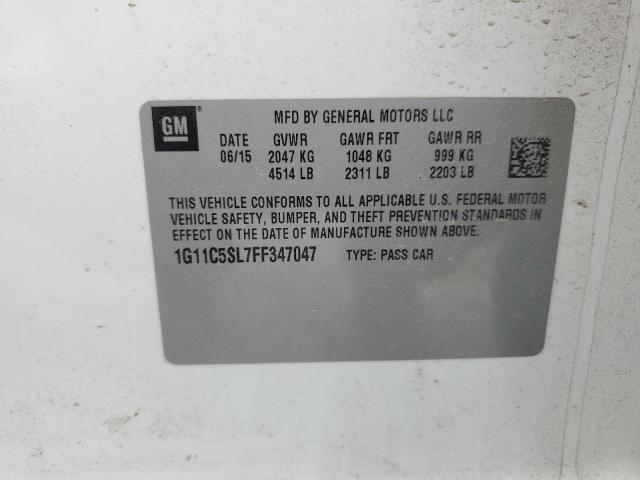 GM®
MFD BY GENERAL MOTORS LLC
DATE GVWR GAWR FRT GAWR RR
06/15 2047 KG 1048 KG 999 KG
4514 LB 2311 LB 2203 LB
THIS VEHICLE CONFORMS TO ALL APPLICABLE U.S. FEDERAL MOTOR
VEHICLE SAFETY, BUMPER, AND THEFT PREVENTION STANDARDS IN
EFFECT ON THE DATE OF MANUFACTURE SHOWN ABOVE.
1G11C5SL7FF347047 TYPE: PASS CAR